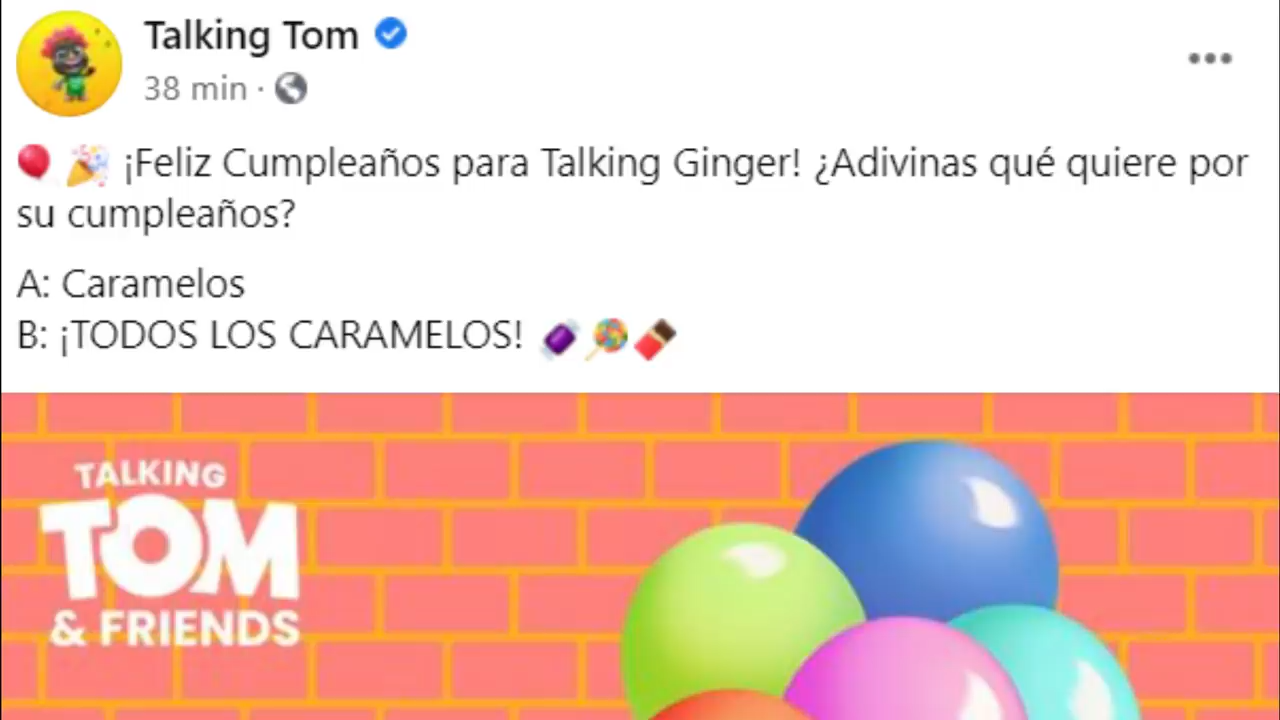 Talking Tom
38 min ·
🎈 🎉 ¡Feliz Cumpleaños para Talking Ginger! ¿Adivinas qué quiere por
su cumpleaños?
A: Caramelos
B: ¡TODOS LOS CARAMELOS! 🍬🍭🍫
TALKING
TOM
& FRIENDS